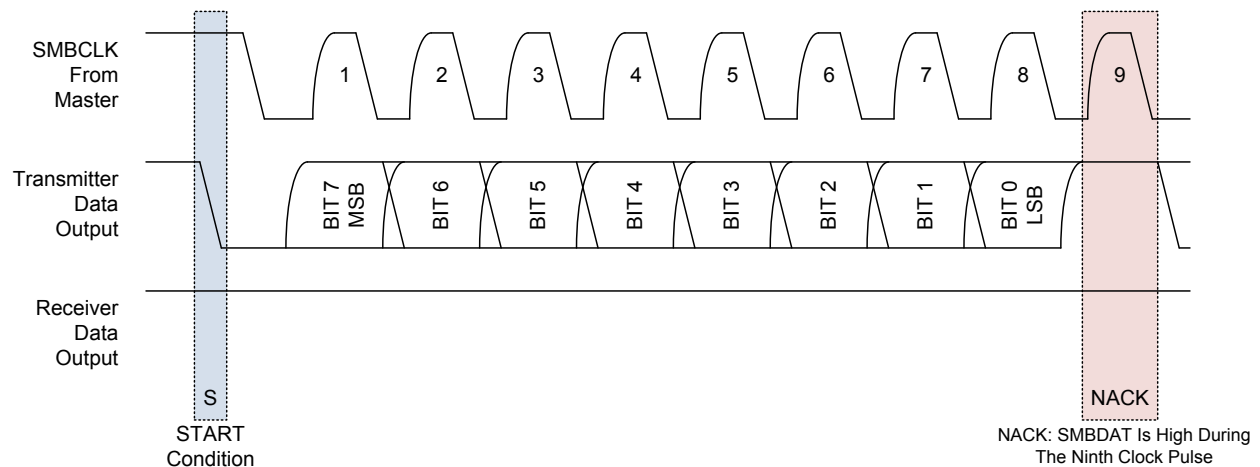 SMBCLK
From
Master
1
2
3
4
5
6
7
8
9
Transmitter
Data
Output
BIT 7
MSB
BIT 6
BIT 5
BIT 4
BIT 3
BIT 2
BIT 1
BIT 0
LSB
Receiver
Data
Output
S
NACK
START
Condition
NACK: SMBDAT Is High During
The Ninth Clock Pulse